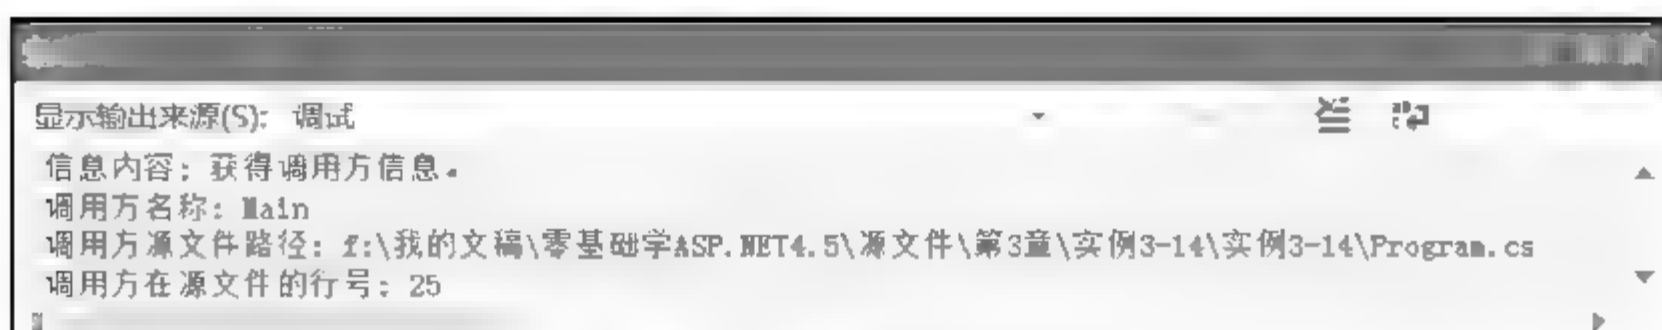 显示输出来源(S): 调试
信息内容：获得调用方信息。
调用方名称：Main
调用方源文件路径：f:\我的文稿\零基础学ASP.NET4.5\源文件\第3章\实例3-14\实例3-14\Program.cs
调用方在源文件的行号：25